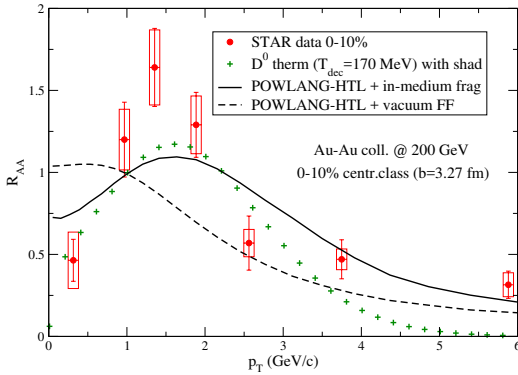 2
1.5
1
0.5
0
R_AA
STAR data 0-10%
D^0 therm (T_dec=170 MeV) with shad
POWLANG-HTL + in-medium frag
POWLANG-HTL + vacuum FF
Au-Au coll. @ 200 GeV
0-10% centr.class (b=3.27 fm)
0 1 2 3 4 5 6
p_T (GeV/c)